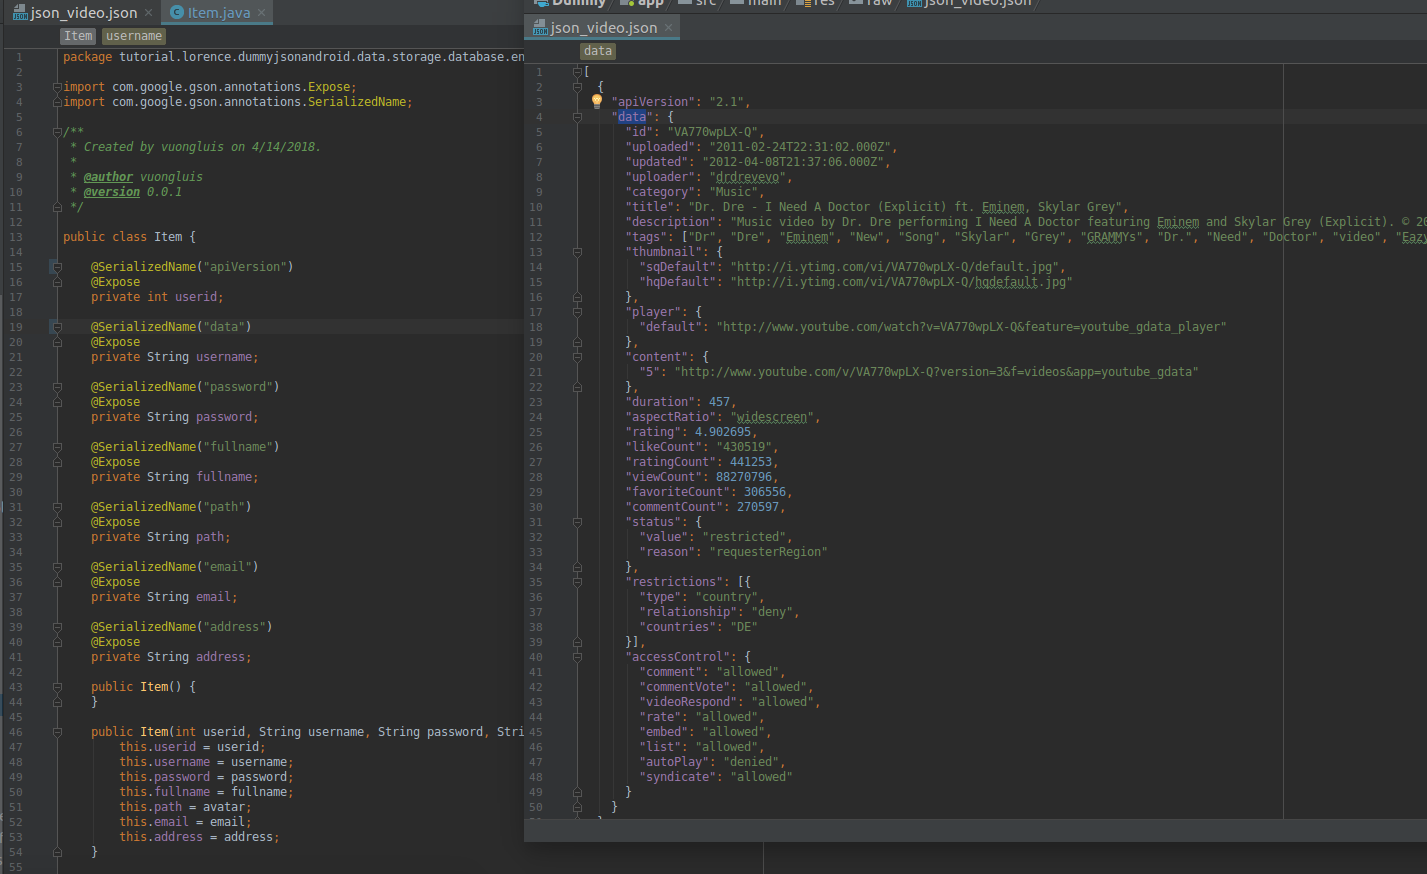 json_video.json
Item.java
Item username
1 package tutorial.lorence.dummyjsonandroid.data.storage.database.en
2
3 import com.google.gson.annotations.Expose;
4 import com.google.gson.annotations.SerializedName;
5
6 /**
7 * Created by vuongluis on 4/14/2018.
8 *
9 * @author vuongluis
10 * @version 0.0.1
11 */
12
13 public class Item {
14
15 @SerializedName("apiVersion")
16 @Expose
17 private int userid;
18
19 @SerializedName("data")
20 @Expose
21 private String username;
22
23 @SerializedName("password")
24 @Expose
25 private String password;
26
27 @SerializedName("fullname")
28 @Expose
29 private String fullname;
30
31 @SerializedName("path")
32 @Expose
33 private String path;
34
35 @SerializedName("email")
36 @Expose
37 private String email;
38
39 @SerializedName("address")
40 @Expose
41 private String address;
42
43 public Item() {
44 }
45
46 public Item(int userid, String username, String password, Stri
47 this.userid = userid;
48 this.username = username;
49 this.password = password;
50 this.fullname = fullname;
51 this.path = avatar;
52 this.email = email;
53 this.address = address;
54 }
55
Dummy app src main res raw json_video.json
json_video.json
data
1 [
2 {
3 "apiVersion": "2.1",
4 "data": {
5 "id": "VA770wpLX-Q",
6 "uploaded": "2011-02-24T22:31:02.000Z",
7 "updated": "2012-04-08T21:37:06.000Z",
8 "uploader": "drdrevevo",
9 "category": "Music",
10 "title": "Dr. Dre - I Need A Doctor (Explicit) ft. Eminem, Skylar Grey",
11 "description": "Music video by Dr. Dre performing I Need A Doctor featuring Eminem and Skylar Grey (Explicit). © 20
12 "tags": ["Dr", "Dre", "Eminem", "New", "Song", "Skylar", "Grey", "GRAMMYs", "Dr.", "Need", "Doctor", "video", "Eazy
13 "thumbnail": {
14 "sqDefault": "http://i.ytimg.com/vi/VA770wpLX-Q/default.jpg",
15 "hqDefault": "http://i.ytimg.com/vi/VA770wpLX-Q/hqdefault.jpg"
16 },
17 "player": {
18 "default": "http://www.youtube.com/watch?v=VA770wpLX-Q&feature=youtube_gdata_player"
19 },
20 "content": {
21 "5": "http://www.youtube.com/v/VA770wpLX-Q?version=3&f=videos&app=youtube_gdata"
22 },
23 "duration": 457,
24 "aspectRatio": "widescreen",
25 "rating": 4.902695,
26 "likeCount": "430519",
27 "ratingCount": 441253,
28 "viewCount": 88270796,
29 "favoriteCount": 306556,
30 "commentCount": 270597,
31 "status": {
32 "value": "restricted",
33 "reason": "requesterRegion"
34 },
35 "restrictions": [{
36 "type": "country",
37 "relationship": "deny",
38 "countries": "DE"
39 }],
40 "accessControl": {
41 "comment": "allowed",
42 "commentVote": "allowed",
43 "videoRespond": "allowed",
44 "rate": "allowed",
45 "embed": "allowed",
46 "list": "allowed",
47 "autoPlay": "denied",
48 "syndicate": "allowed"
49 }
50 }